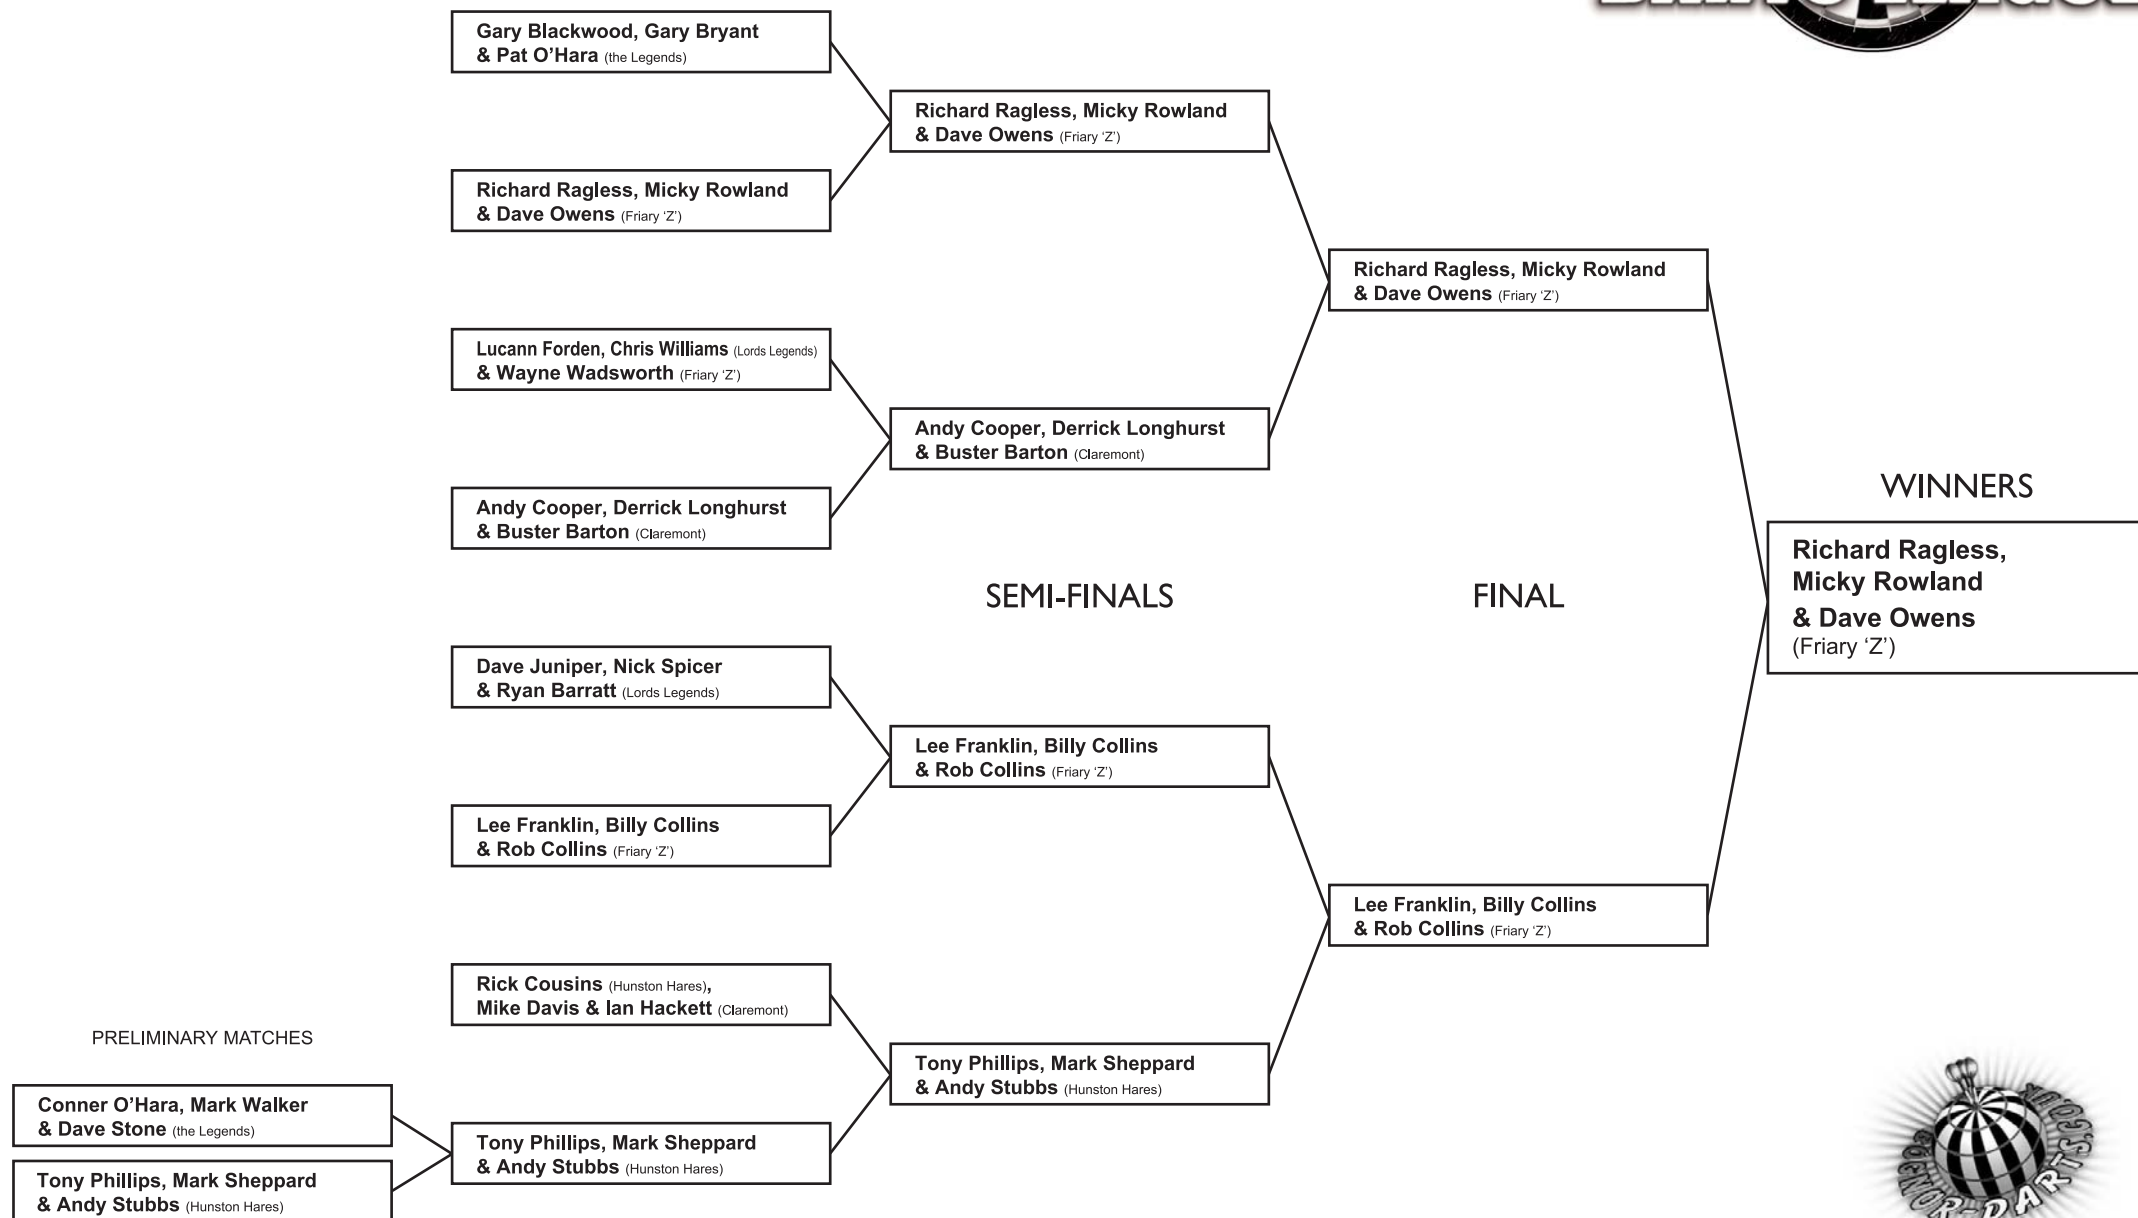 Gary Blackwood, Gary Bryant
& Pat O’Hara (the Legends)
Richard Ragless, Micky Rowland
& Dave Owens (Friary ‘Z’)
Lucann Forden, Chris Williams (Lords Legends)
& Wayne Wadsworth (Friary ‘Z’)
Andy Cooper, Derrick Longhurst
& Buster Barton (Claremont)
Dave Juniper, Nick Spicer
& Ryan Barratt (Lords Legends)
Lee Franklin, Billy Collins
& Rob Collins (Friary ‘Z’)
Rick Cousins (Hunston Hares),
Mike Davis & Ian Hackett (Claremont)
PRELIMINARY MATCHES
Conner O’Hara, Mark Walker
& Dave Stone (the Legends)
Tony Phillips, Mark Sheppard
& Andy Stubbs (Hunston Hares)
Tony Phillips, Mark Sheppard
& Andy Stubbs (Hunston Hares)
Richard Ragless, Micky Rowland
& Dave Owens (Friary ‘Z’)
Andy Cooper, Derrick Longhurst
& Buster Barton (Claremont)
SEMI-FINALS
Lee Franklin, Billy Collins
& Rob Collins (Friary ‘Z’)
Tony Phillips, Mark Sheppard
& Andy Stubbs (Hunston Hares)
Richard Ragless, Micky Rowland
& Dave Owens (Friary ‘Z’)
FINAL
Lee Franklin, Billy Collins
& Rob Collins (Friary ‘Z’)
WINNERS
Richard Ragless,
Micky Rowland
& Dave Owens
(Friary ‘Z’)